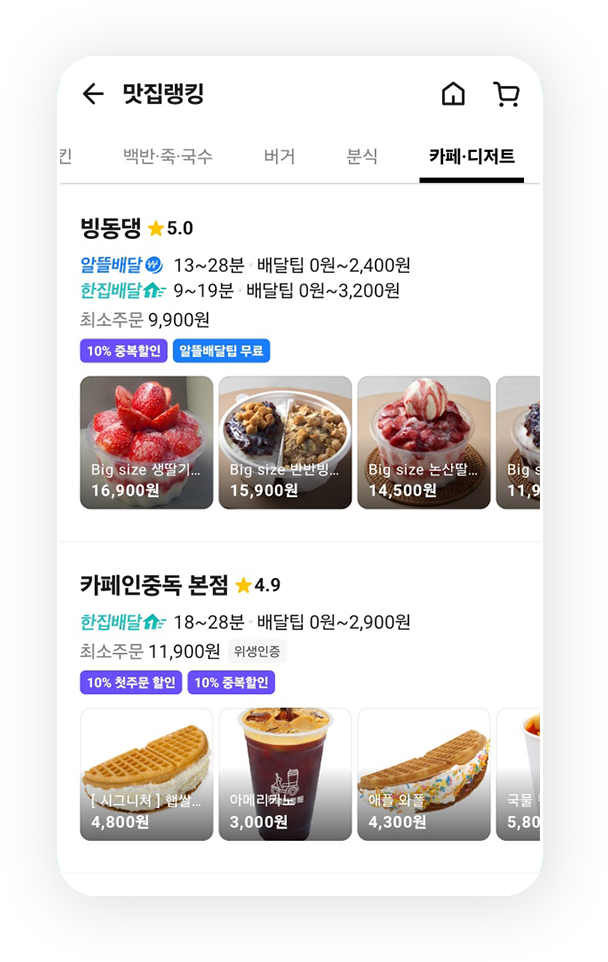 맛집랭킹
킨 백반·죽·국수 버거 분식 카페·디저트
빙동댕 5.0
알뜰배달 13~28분 · 배달팁 0원~2,400원
한집배달 9~19분 · 배달팁 0원~3,200원
최소주문 9,900원
10% 중복할인 알뜰배달팁 무료
Big size 생딸기... Big size 반반빙... Big size 논산딸... Big s
16,900원 15,900원 14,500원 11,9
카페인중독 본점 4.9
한집배달 18~28분 · 배달팁 0원~2,900원
최소주문 11,900원 위생인증
10% 첫주문 할인 10% 중복할인
[ 시그니처 ] 햅쌀... 아메리카노 애플 와플 국물
4,800원 3,000원 4,300원 5,80